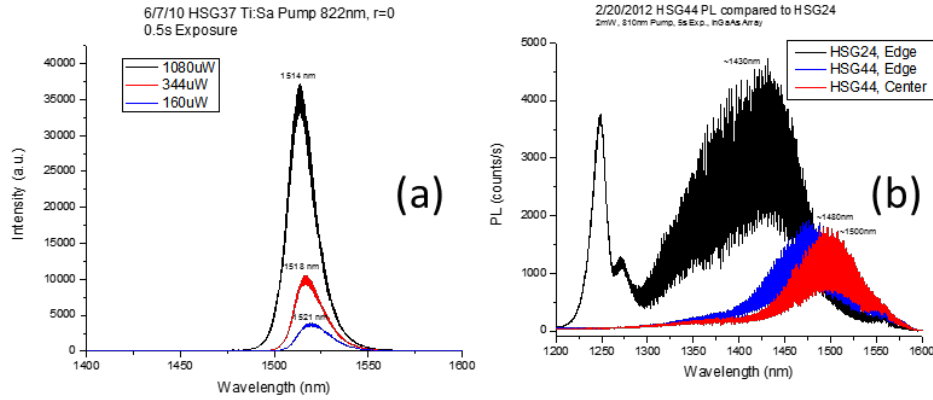 6/7/10 HSG37 Ti:Sa Pump 822nm, r=0
0.5s Exposure
1080uW
344uW
160uW
1514 nm
1518 nm
1521 nm
(a)
Intensity (a.u.)
40000
35000
30000
25000
20000
15000
10000
5000
0
1400 1450 1500 1550 1600
Wavelength (nm)
2/20/2012 HSG44 PL compared to HSG24
2mW, 810nm Pump, 5s Exp., InGaAs Array
HSG24, Edge
HSG44, Edge
HSG44, Center
~1430nm
~1480nm
~1500nm
(b)
PL (counts/s)
5000
4000
3000
2000
1000
0
1200 1250 1300 1350 1400 1450 1500 1550 1600
Wavelength (nm)